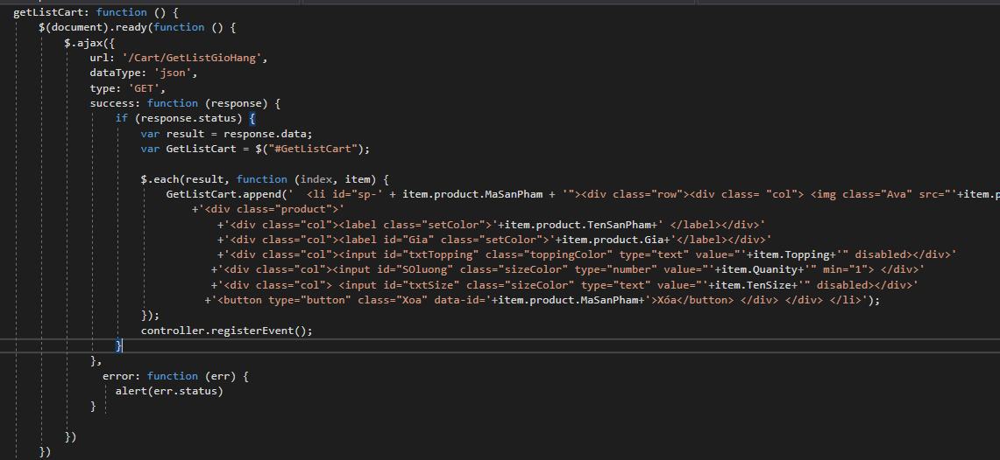 getListCart: function () {
$(document).ready(function () {
$.ajax({
url: '/Cart/GetListGioHang',
dataType: 'json',
type: 'GET',
success: function (response) {
if (response.status) {
var result = response.data;
var GetListCart = $("#GetListCart");
$.each(result, function (index, item) {
GetListCart.append('  <li id="sp-' + item.product.MaSanPham + '"><div class="row"><div class= "col"> <img class="Ava" src="'+item.p
+'<div class="product">'
+'<div class="col"><label class="setColor">'+item.product.TenSanPham+' </label></div>'
+'<div class="col"><label id="Gia" class="setColor">'+item.product.Gia+'</label></div>'
+'<div class="col"><input id="txtTopping" class="toppingColor" type="text" value="'+item.Topping+'" disabled></div>'
+'<div class="col"><input id="SOluong" class="sizeColor" type="number" value="'+item.Quanity+'" min="1"> </div>'
+'<div class="col"> <input id="txtSize" class="sizeColor" type="text" value="'+item.TenSize+'" disabled></div>'
+'<button type="button" class="Xoa" data-id='+item.product.MaSanPham+'>Xóa</button> </div> </div> </li>');
});
controller.registerEvent();
}
},
error: function (err) {
alert(err.status)
}
})
})